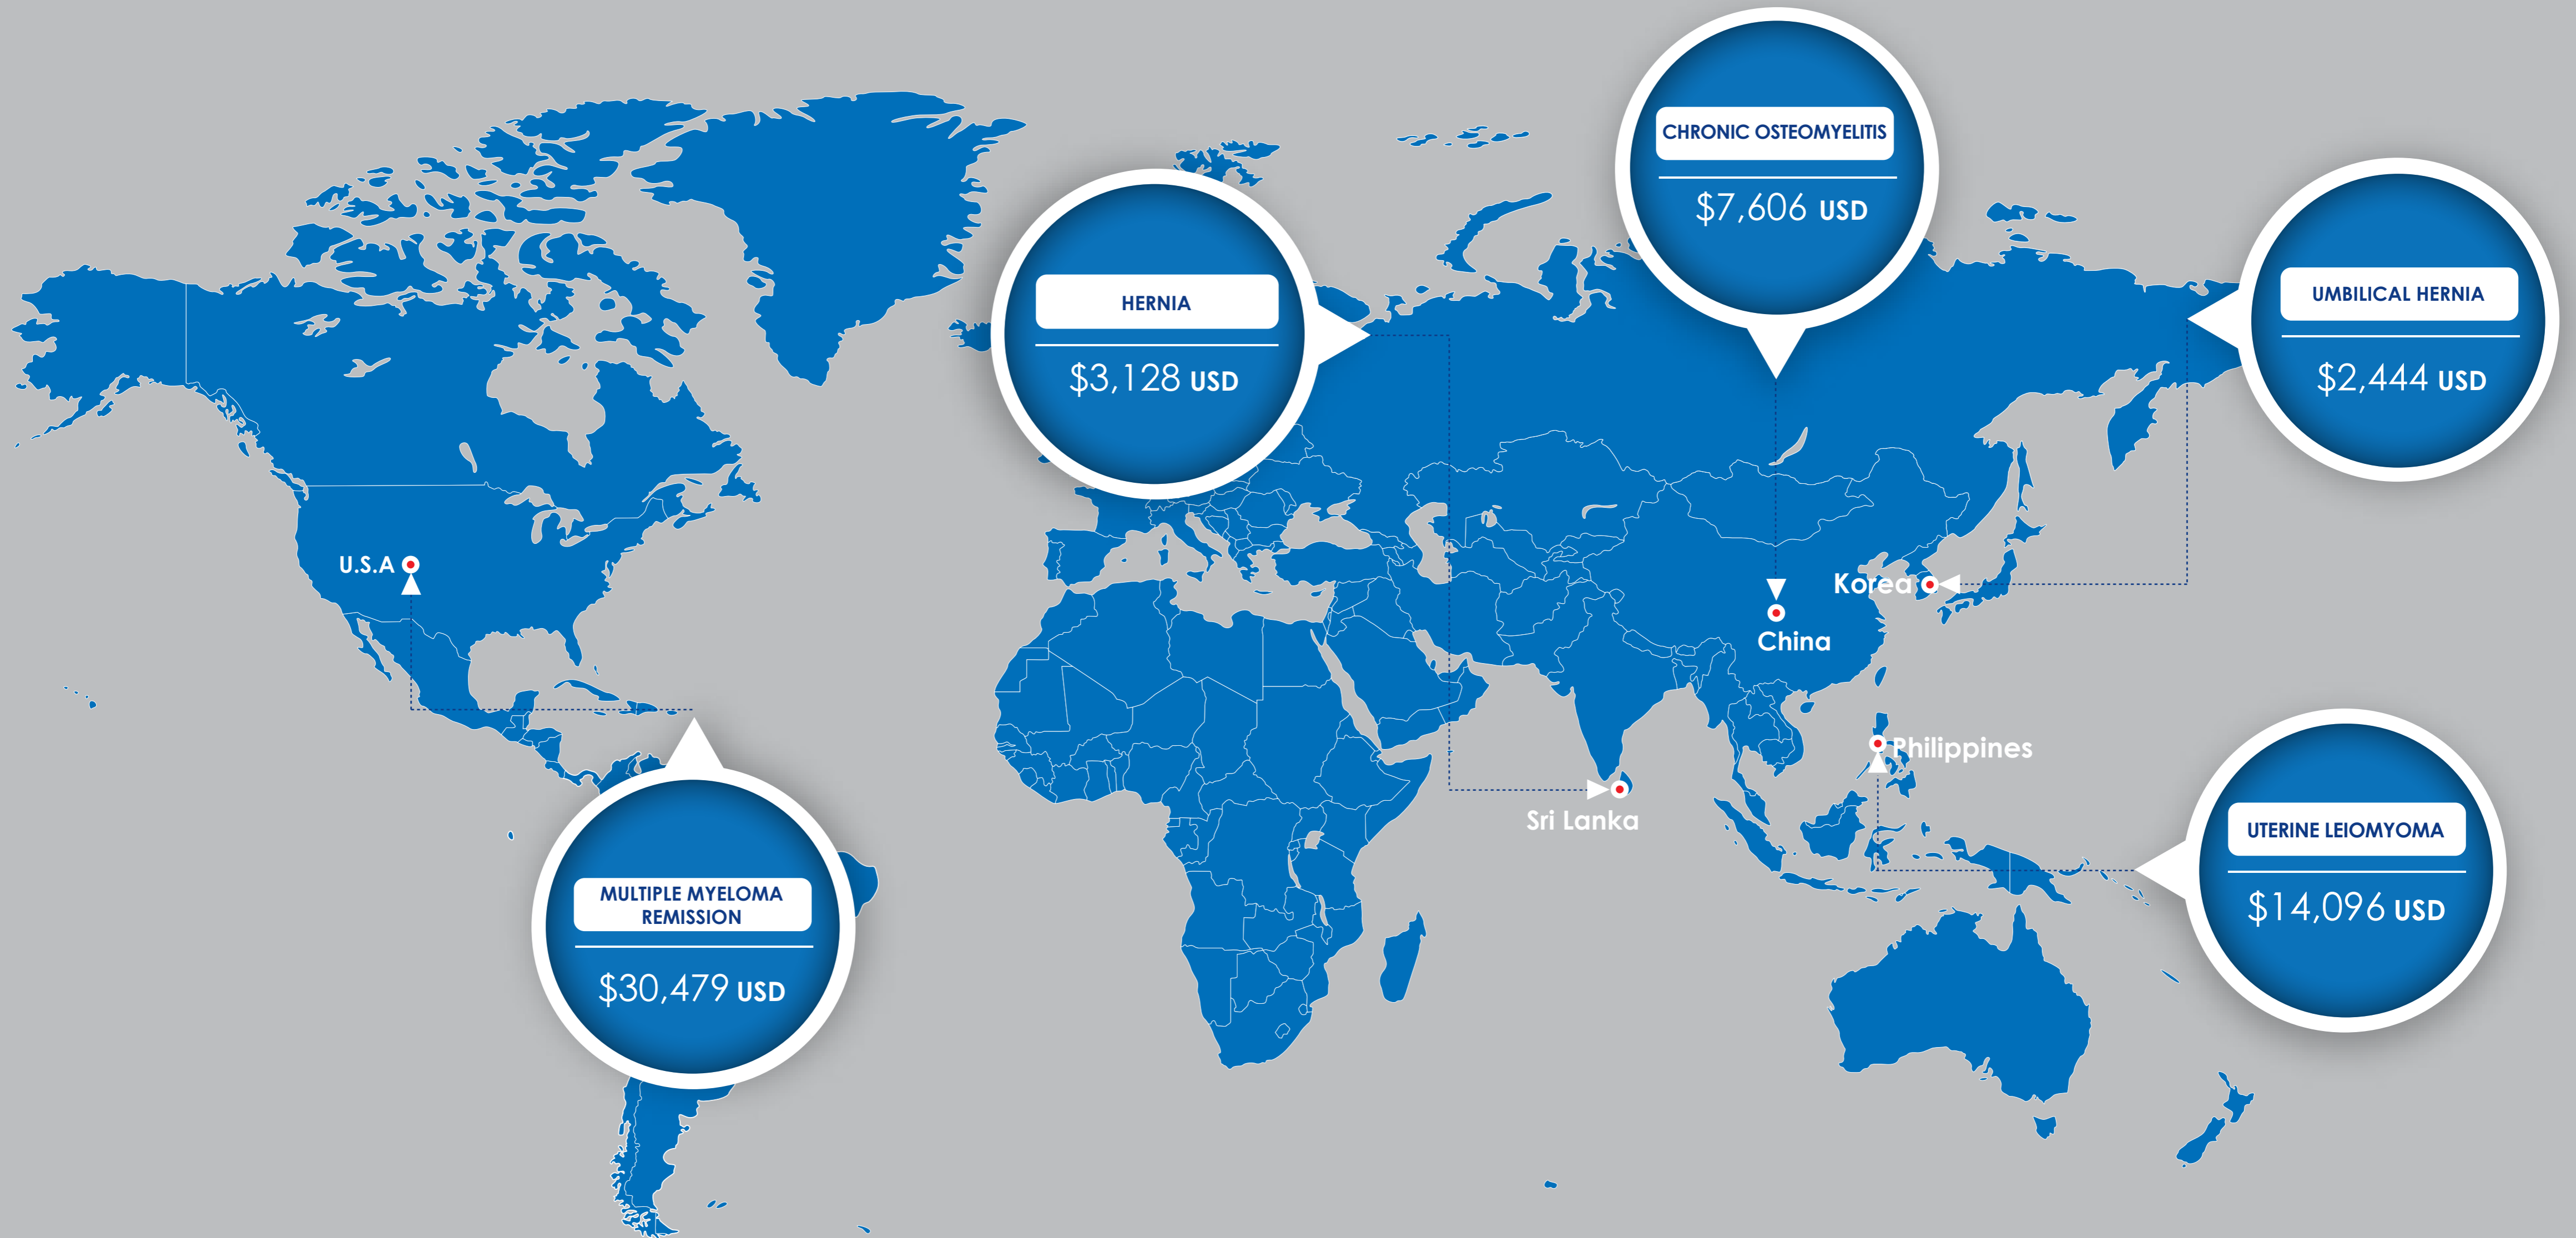 CHRONIC OSTEOMYELITIS
$7,606 USD
HERNIA
$3,128 USD
UMBILICAL HERNIA
$2,444 USD
U.S.A
Korea
China
Philippines
Sri Lanka
MULTIPLE MYELOMA
REMISSION
$30,479 USD
UTERINE LEIOMYOMA
$14,096 USD